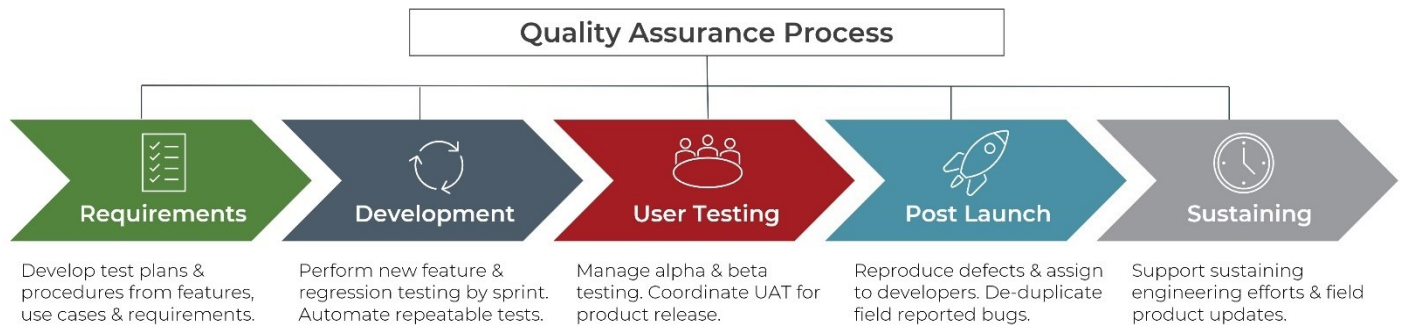 Quality Assurance Process
Requirements
Development
User Testing
Post Launch
Sustaining
Develop test plans &
procedures from features,
use cases & requirements.
Perform new feature &
regression testing by sprint.
Automate repeatable tests.
Manage alpha & beta
testing. Coordinate UAT for
product release.
Reproduce defects & assign
to developers. De-duplicate
field reported bugs.
Support sustaining
engineering efforts & field
product updates.